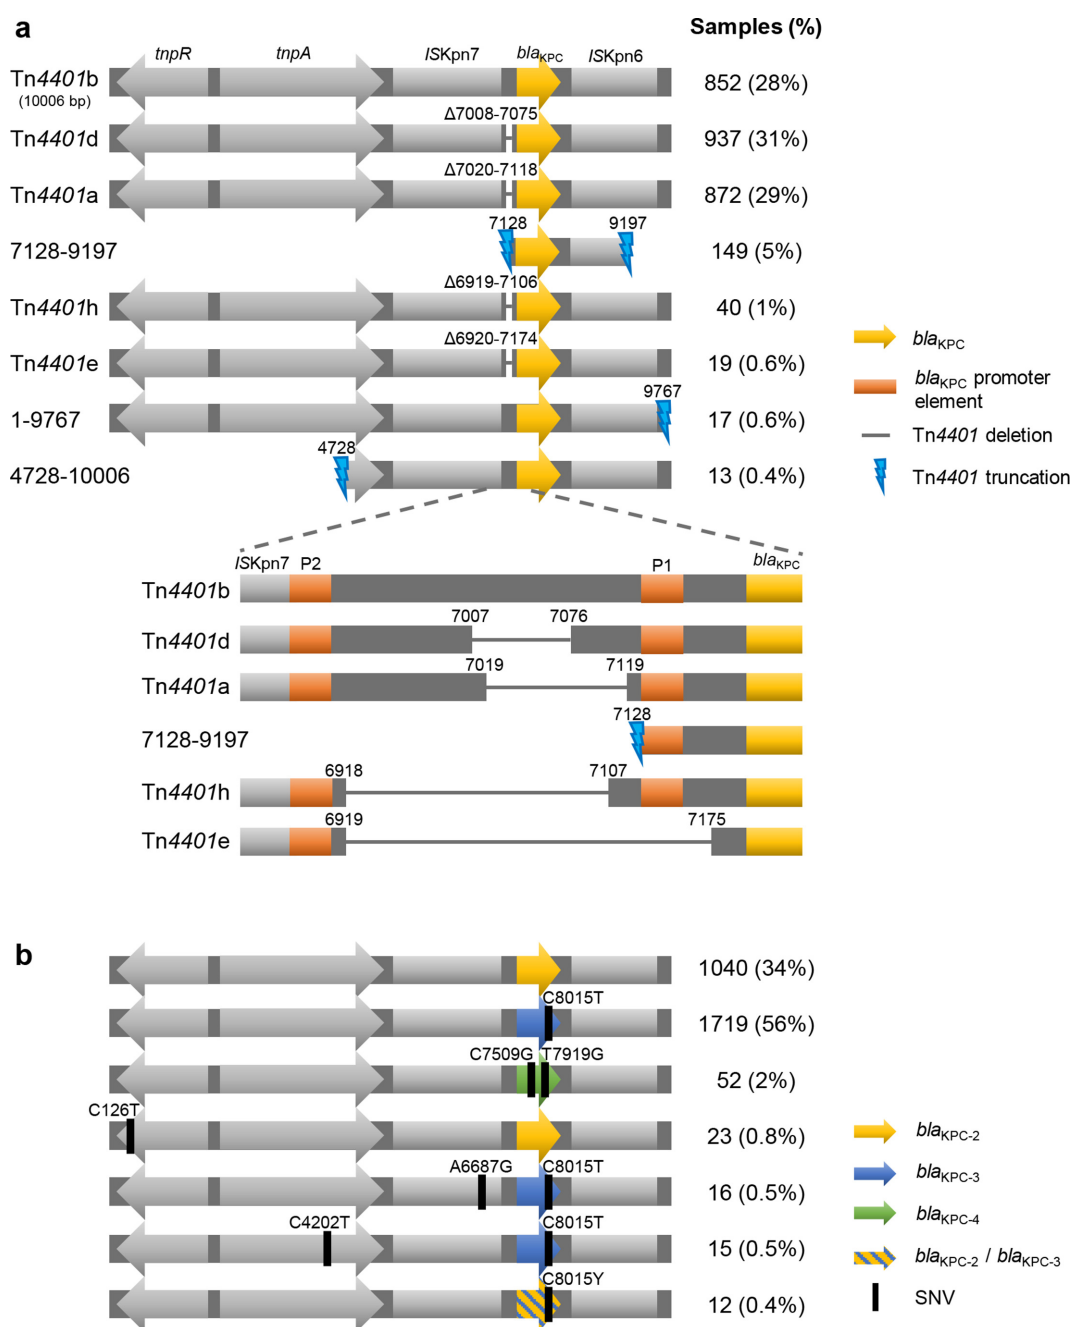 a
Samples (%)
tnpR tnpA ISKpn7 blaKPC ISKpn6
Tn4401b
(10006 bp)
852 (28%)
Δ7008-7075
Tn4401d
937 (31%)
Δ7020-7118
Tn4401a
872 (29%)
7128 9197
7128-9197
149 (5%)
Δ6919-7106
Tn4401h
40 (1%)
Δ6920-7174
Tn4401e
19 (0.6%)
9767
1-9767
17 (0.6%)
4728
4728-10006
13 (0.4%)
blaKPC
blaKPC promoter
element
Tn4401 deletion
Tn4401 truncation
ISKpn7 P2 P1 blaKPC
Tn4401b
7007 7076
Tn4401d
7019 7119
Tn4401a
7128
7128-9197
6918 7107
Tn4401h
6919 7175
Tn4401e
b
1040 (34%)
C8015T
1719 (56%)
C7509G T7919G
52 (2%)
C126T
23 (0.8%)
A6687G C8015T
16 (0.5%)
C4202T C8015T
15 (0.5%)
C8015Y
12 (0.4%)
blaKPC-2
blaKPC-3
blaKPC-4
blaKPC-2 / blaKPC-3
SNV